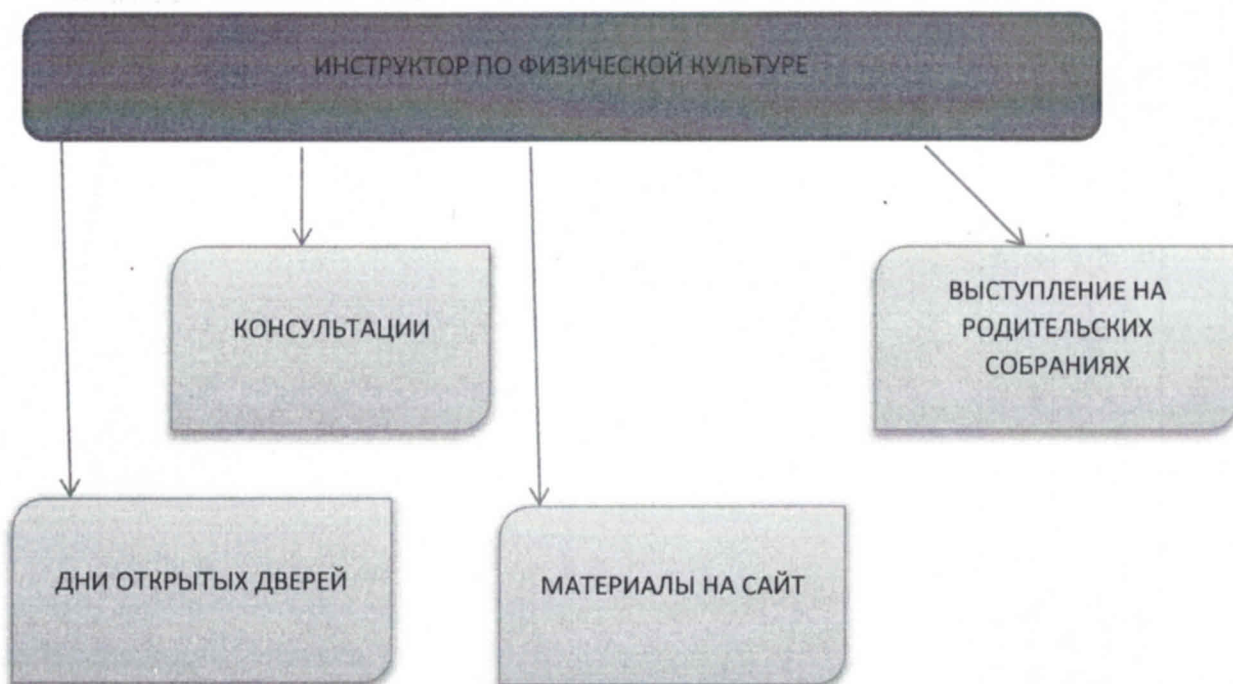 ИНСТРУКТОР ПО ФИЗИЧЕСКОЙ КУЛЬТУРЕ
КОНСУЛЬТАЦИИ
ВЫСТУПЛЕНИЕ НА
РОДИТЕЛЬСКИХ
СОБРАНИЯХ
ДНИ ОТКРЫТЫХ ДВЕРЕЙ
МАТЕРИАЛЫ НА САЙТ